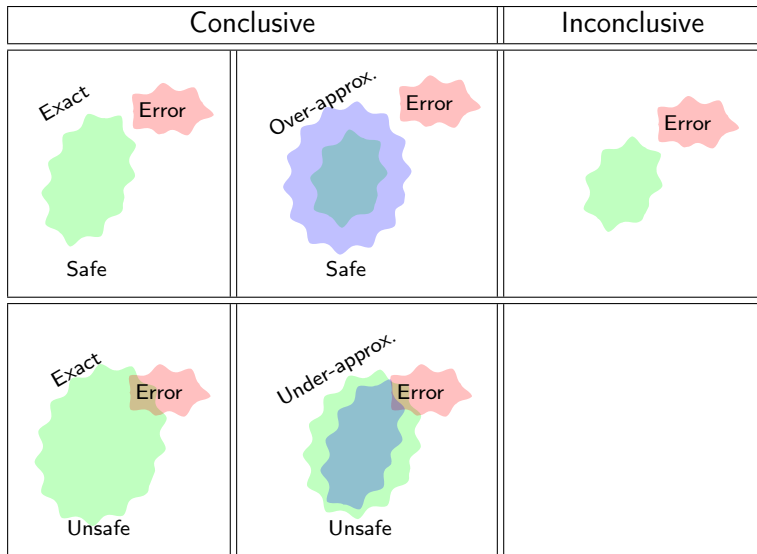 Conclusive
Inconclusive
Exact
Error
Safe
Over-approx.
Error
Safe
Error
Exact
Error
Unsafe
Under-approx.
Error
Unsafe